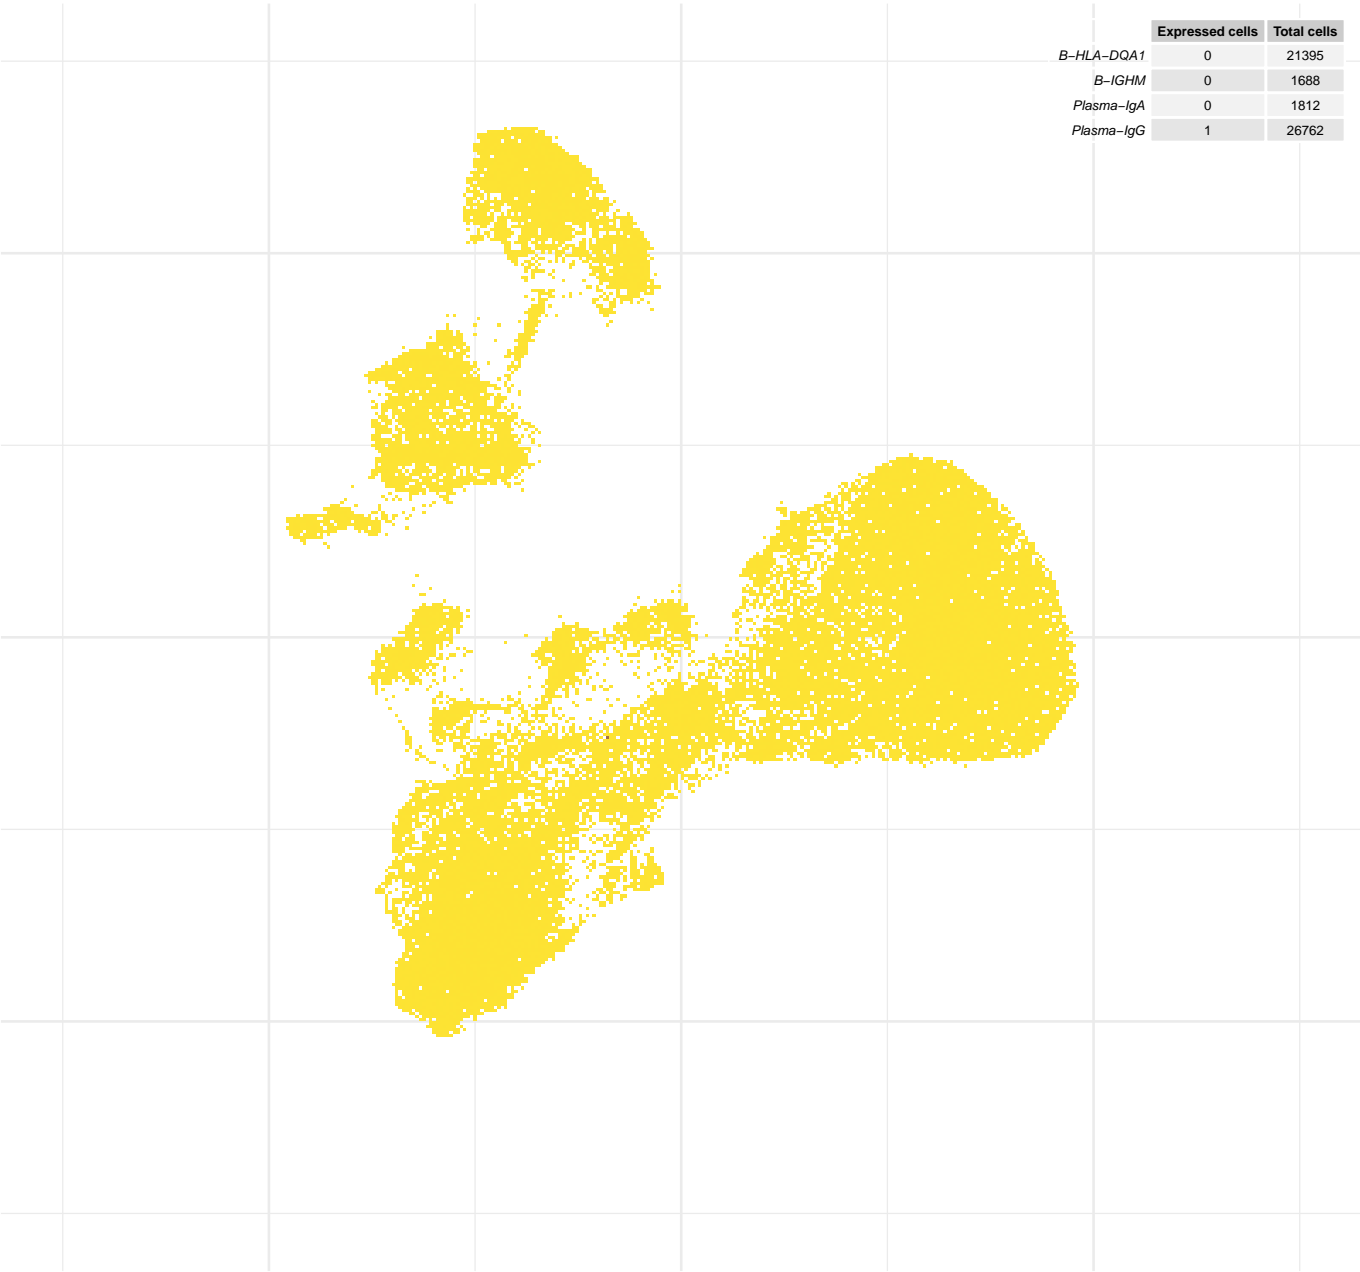 Expressed cells Total cells
B−HLA−DQA1 0 21395
B−IGHM 0 1688
Plasma−IgA 0 1812
Plasma−IgG 1 26762